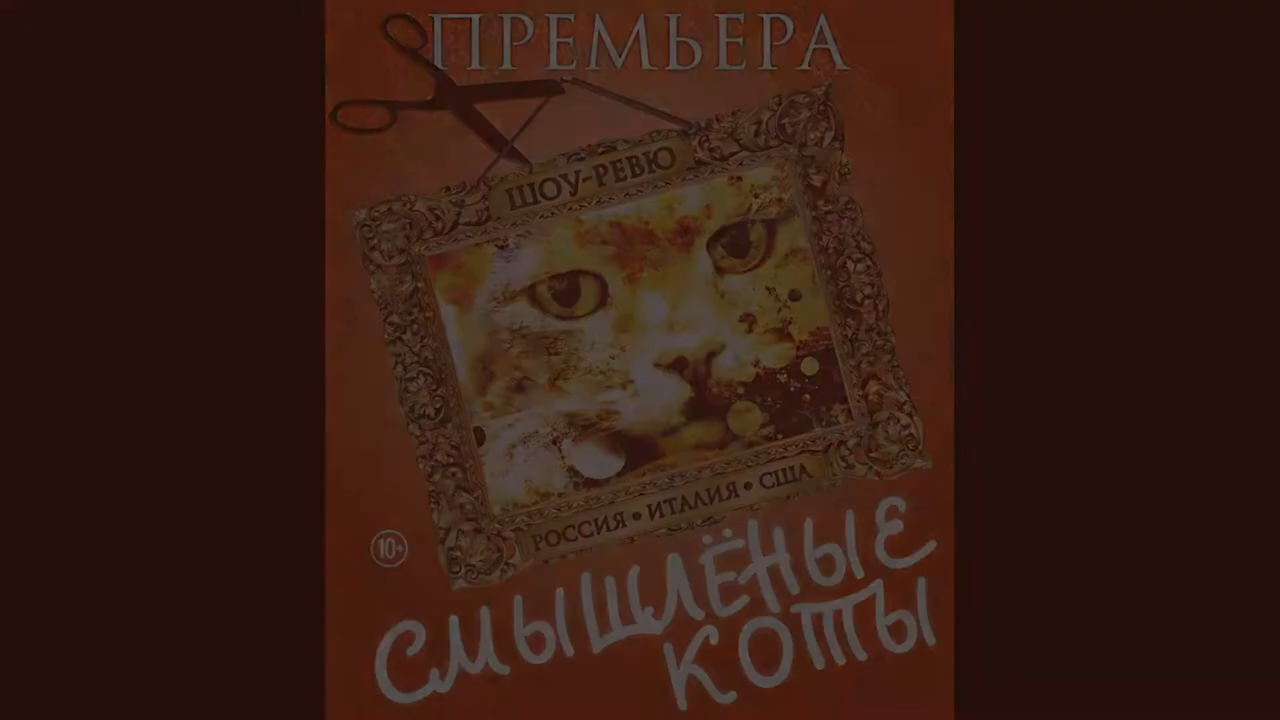 ПРЕМЬЕРА
ШОУ-РЕВЮ
РОССИЯ • ИТАЛИЯ • США
10+
СМЫШЛЁНЫЕ
КОТЫ